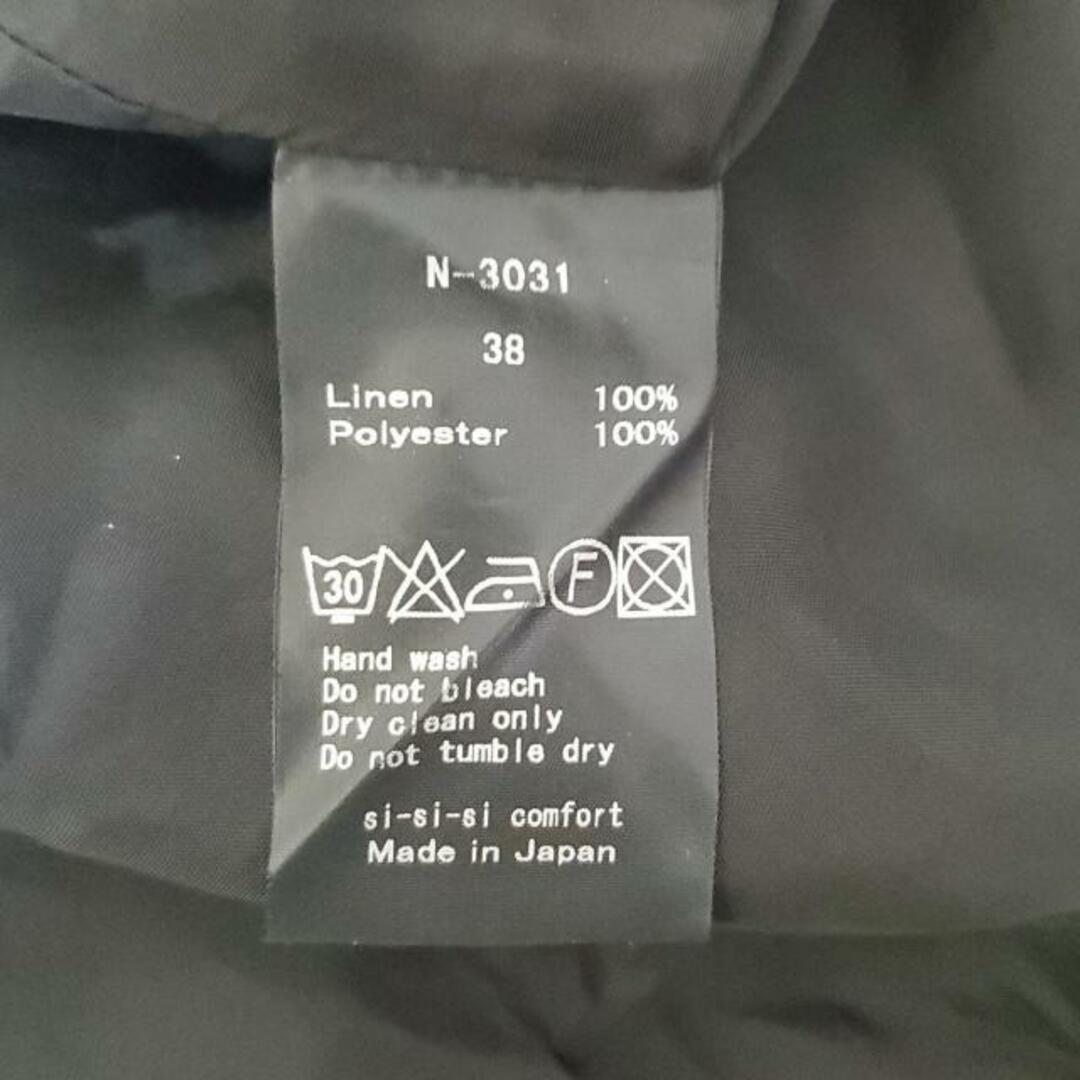 N-3031
38
Linen 100%
Polyester 100%
30 F
Hand wash
Do not bleach
Dry clean only
Do not tumble dry
si-si-si comfort
Made in Japan